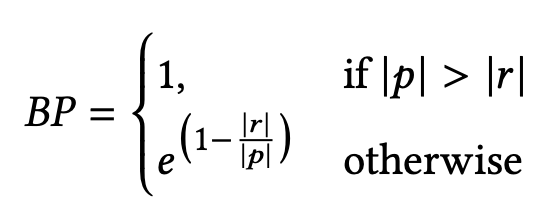 BP = { 1, if |p| > |r|
e^(1−|r|/|p|) otherwise